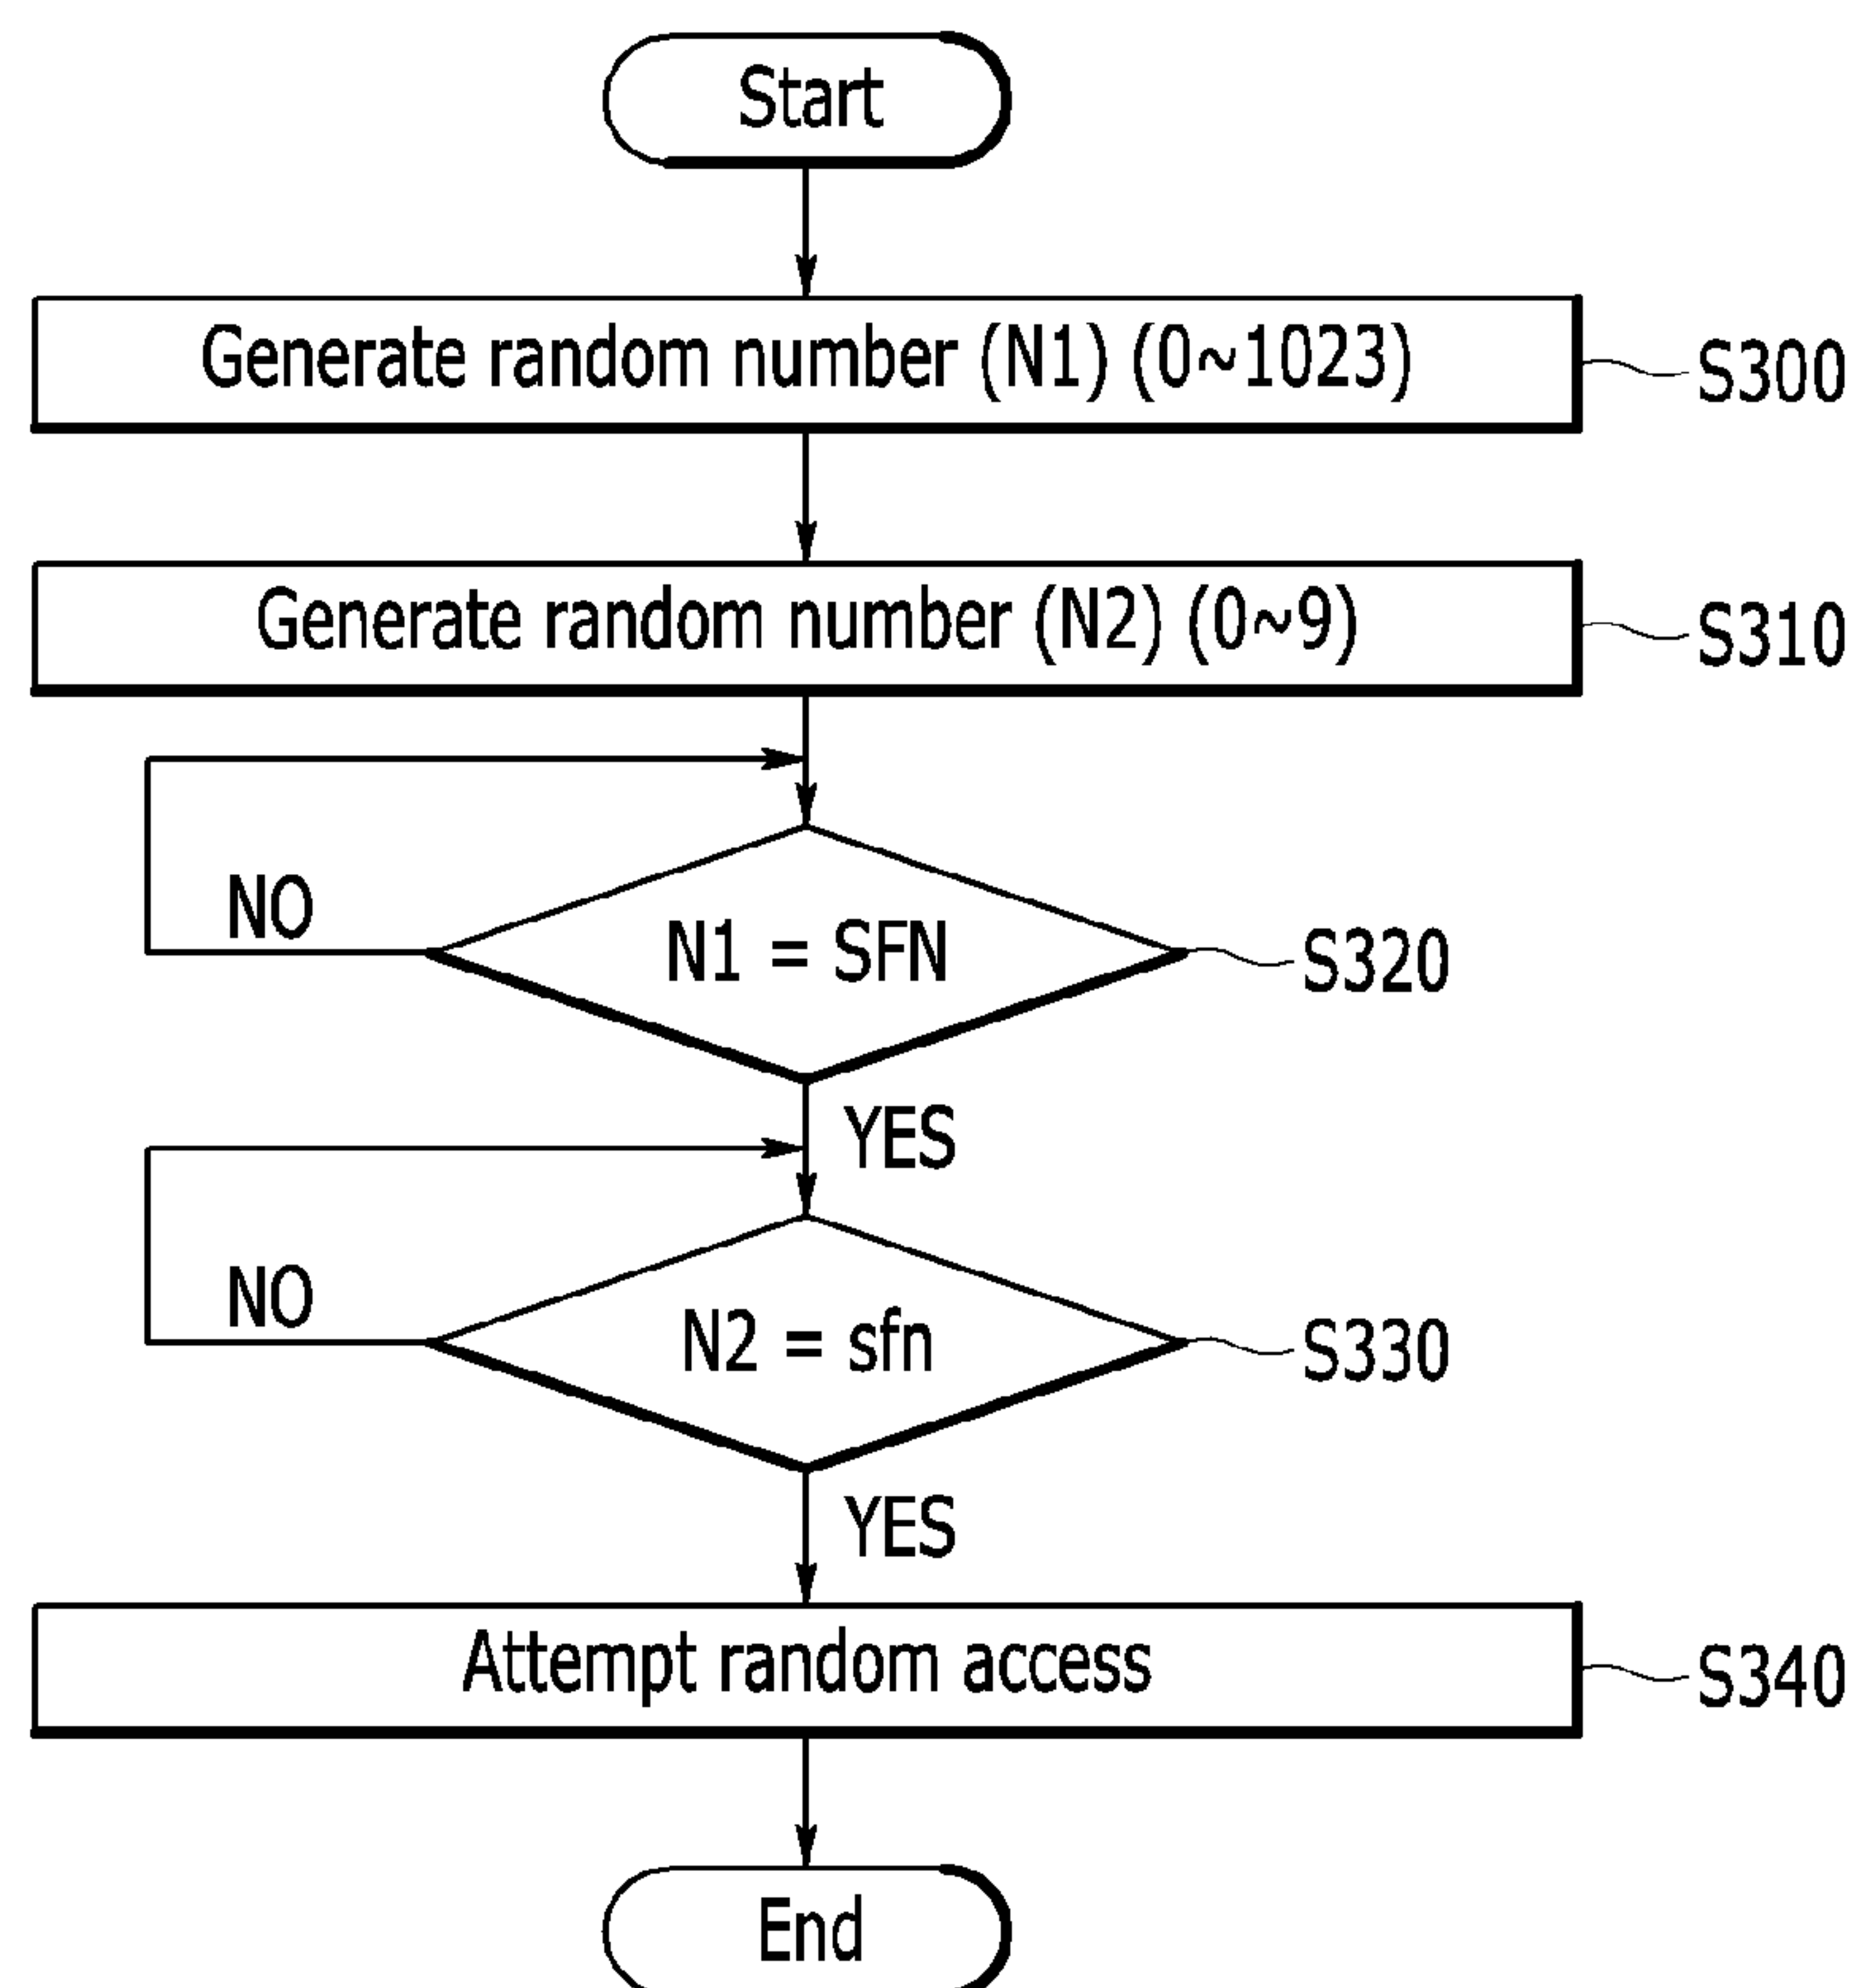 Start
Generate random number (N1) (0~1023)
S300
Generate random number (N2) (0~9)
S310
NO
N1 = SFN
S320
YES
NO
N2 = sfn
S330
YES
Attempt random access
S340
End